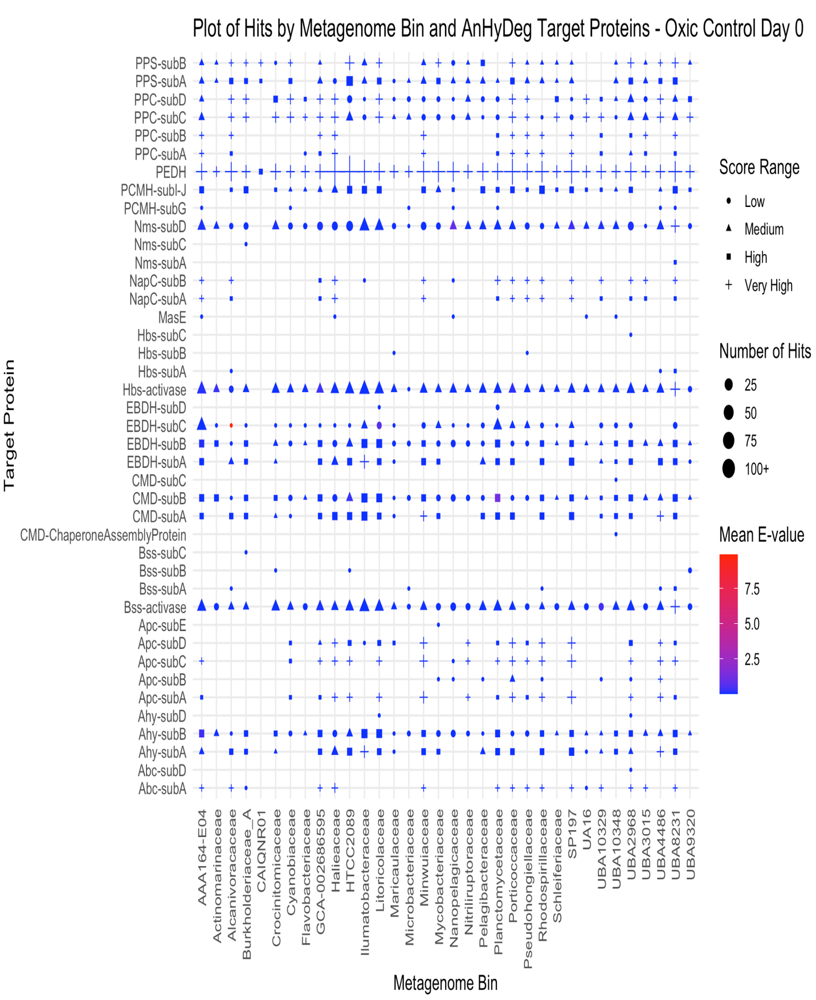 Plot of Hits by Metagenome Bin and AnHyDeg Target Proteins - Oxic Control Day 0
Target Protein
PPS-subB
PPS-subA
PPC-subD
PPC-subC
PPC-subB
PPC-subA
PEDH
PCMH-subI-J
PCMH-subG
Nms-subD
Nms-subC
Nms-subA
NapC-subB
NapC-subA
MasE
Hbs-subC
Hbs-subB
Hbs-subA
Hbs-activase
EBDH-subD
EBDH-subC
EBDH-subB
EBDH-subA
CMD-subC
CMD-subB
CMD-subA
CMD-ChaperoneAssemblyProtein
Bss-subC
Bss-subB
Bss-subA
Bss-activase
Apc-subE
Apc-subD
Apc-subC
Apc-subB
Apc-subA
Ahy-subD
Ahy-subB
Ahy-subA
Abc-subD
Abc-subA
AAA164-E04
Actinomarinaceae
Alcanivoracaceae
Burkholderiaceae_A
CAIQNR01
Crocinitomicaceae
Cyanobiaceae
Flavobacteriaceae
GCA-002686595
Halieaceae
HTCC2089
Ilumatobacteraceae
Litoricolaceae
Maricaulaceae
Microbacteriaceae
Minwuiaceae
Mycobacteriaceae
Nanopelagicaceae
Nitriliruptoraceae
Pelagibacteraceae
Planctomycetaceae
Porticoccaceae
Pseudohongiellaceae
Rhodospirillaceae
Schleiferiaceae
SP197
UA16
UBA10329
UBA10348
UBA2968
UBA3015
UBA4486
UBA8231
UBA9320
Metagenome Bin
Score Range
Low
Medium
High
Very High
Number of Hits
25
50
75
100+
Mean E-value
7.5
5.0
2.5